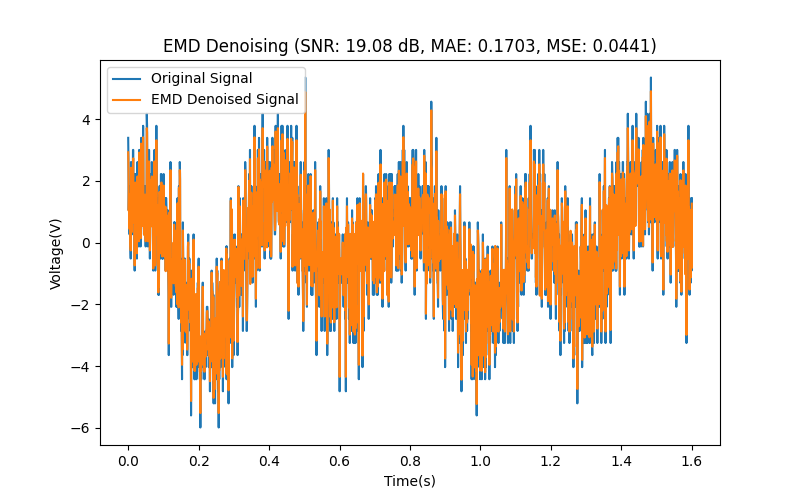 EMD Denoising (SNR: 19.08 dB, MAE: 0.1703, MSE: 0.0441)
Original Signal
EMD Denoised Signal
4
2
0
−2
−4
−6
Voltage(V)
0.0 0.2 0.4 0.6 0.8 1.0 1.2 1.4 1.6
Time(s)